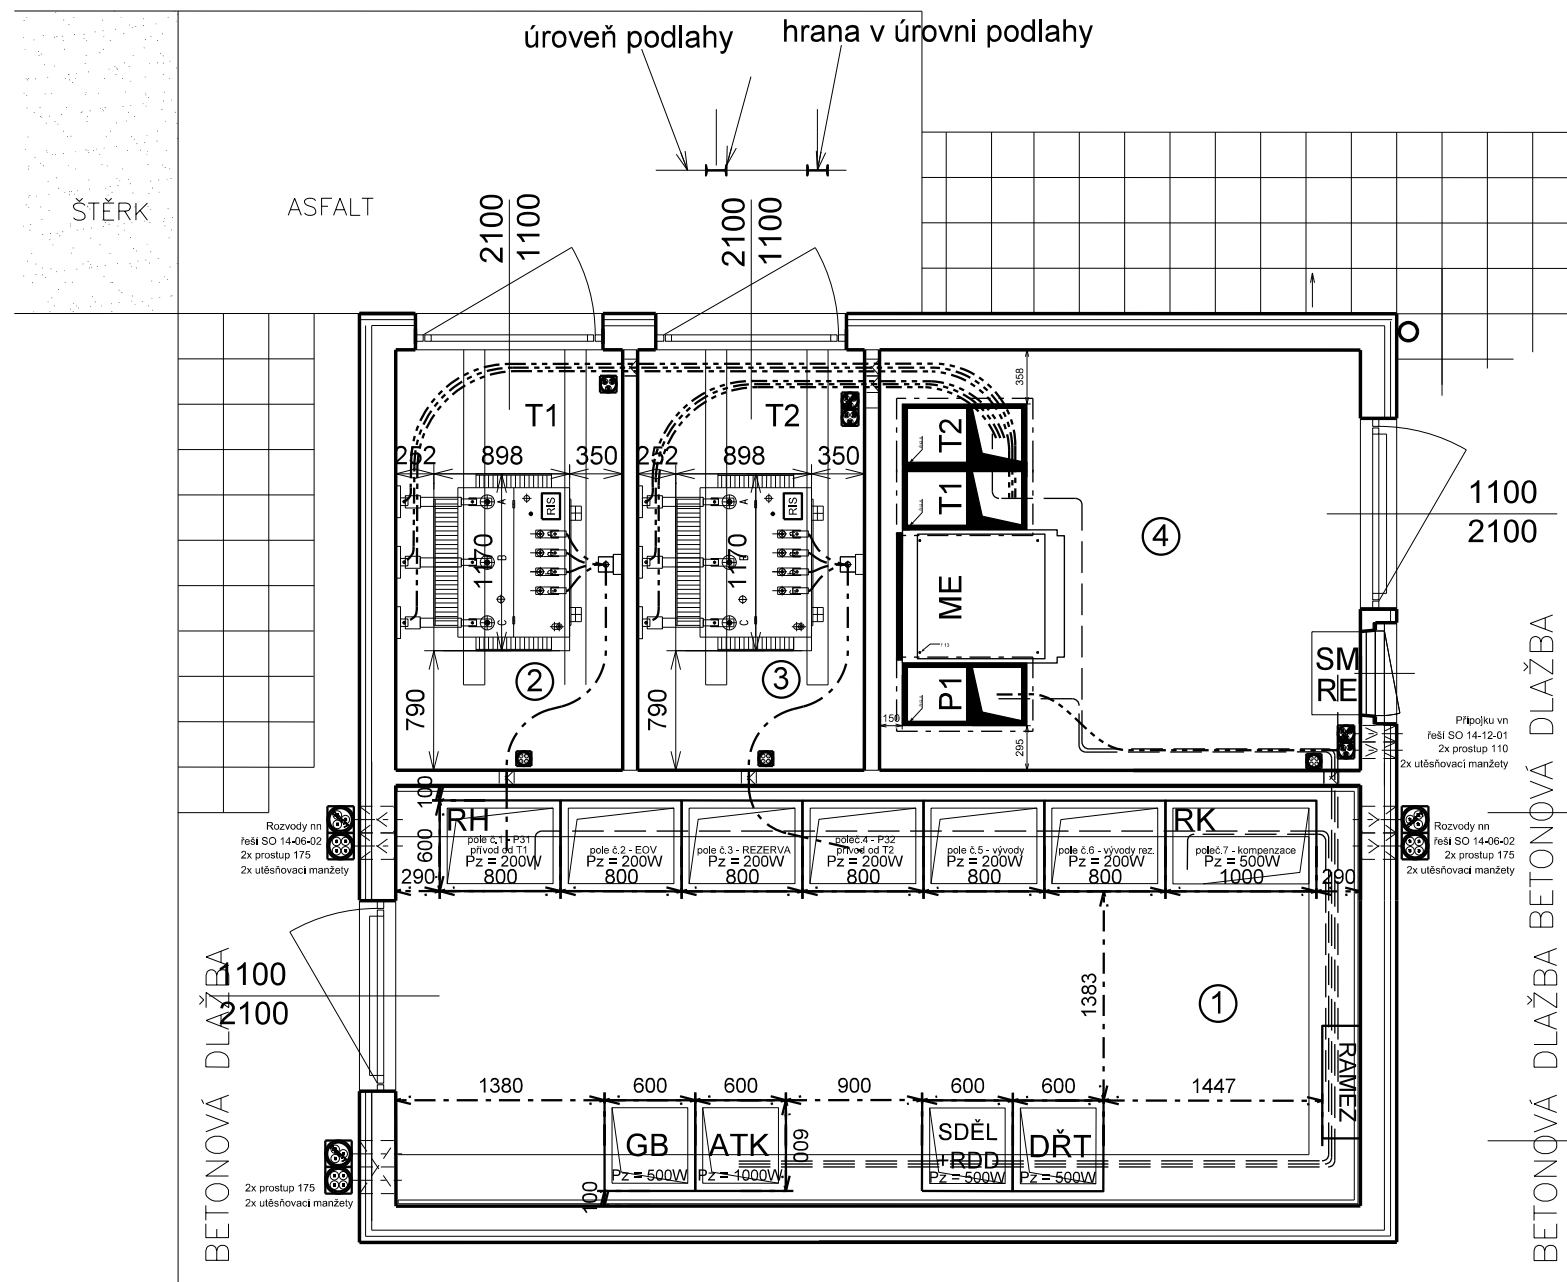 úroveň podlahy
hrana v úrovni podlahy
ŠTĚRK
ASFALT
2100
1100
2100
1100
T1
T2
358
252
898
350
252
898
350
T2
T1
RIS
RIS
A
B
C
A
B
C
1170
1170
ME
P1
4
1100
2100
SM
RE
2
3
790
790
150
295
Přípojku vn
řeší SO 14-12-01
2x prostup 110
2x utěsňovací manžety
BETONOVÁ DLAŽBA
100
600
290
RH
pole č.1 - P31
přívod od T1
Pz = 200W
800
pole č.2 - EOV
Pz = 200W
800
pole č.3 - REZERVA
Pz = 200W
800
poleč.4 - P32
přívod od T2
Pz = 200W
800
pole č.5 - vývody
Pz = 200W
800
pole č.6 - vývody rez.
Pz = 200W
800
RK
poleč.7 - kompenzace
Pz = 500W
1000
290
Rozvody nn
řeší SO 14-06-02
2x prostup 175
2x utěsňovací manžety
Rozvody nn
řeší SO 14-06-02
2x prostup 175
2x utěsňovací manžety
1100
2100
1383
1
RAMEZ
1380
600
600
900
600
600
1447
GB
Pz = 500W
ATK
Pz = 1000W
600
SDĚL
+RDD
Pz = 500W
DŘT
Pz = 500W
100
2x prostup 175
2x utěsňovací manžety
BETONOVÁ DLAŽBA
BETONOVÁ DLAŽBA